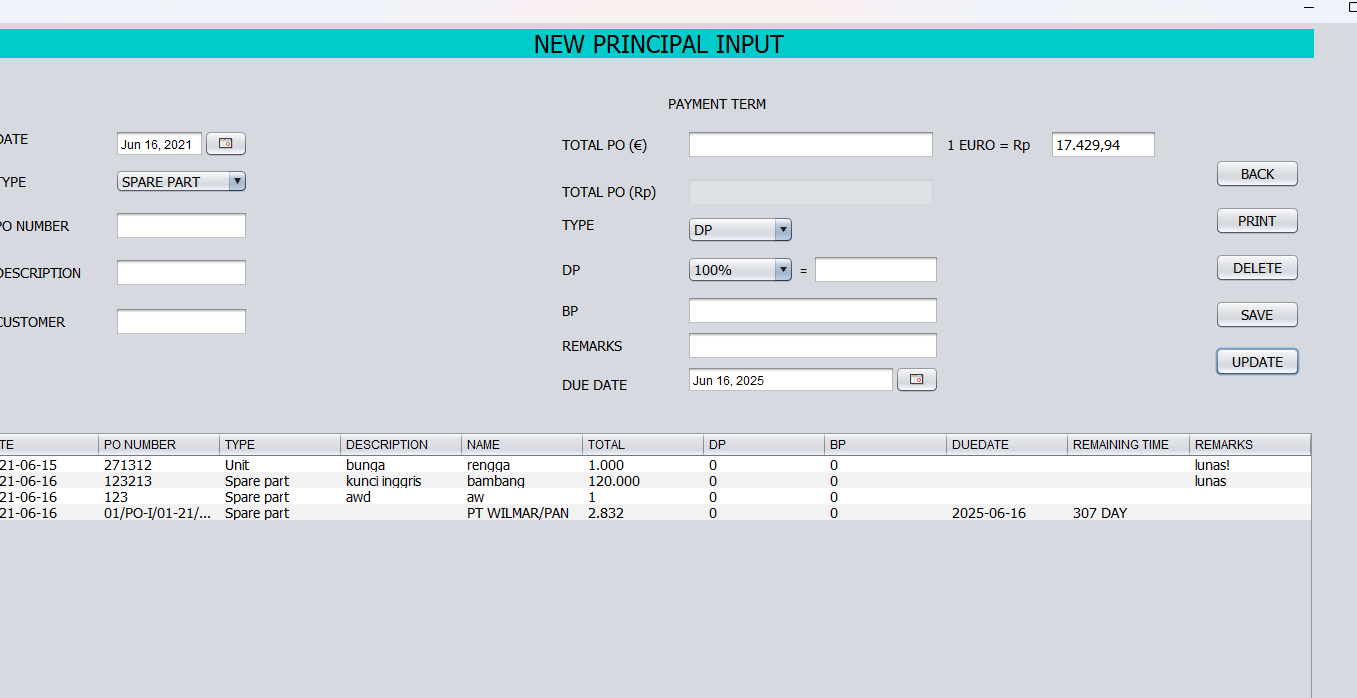 NEW PRINCIPAL INPUT
PAYMENT TERM
DATE Jun 16, 2021
TYPE SPARE PART
PO NUMBER
DESCRIPTION
CUSTOMER
TOTAL PO (€) 1 EURO = Rp 17.429,94
TOTAL PO (Rp)
TYPE DP
DP 100% =
BP
REMARKS
DUE DATE Jun 16, 2025
BACK
PRINT
DELETE
SAVE
UPDATE
TE PO NUMBER TYPE DESCRIPTION NAME TOTAL DP BP DUEDATE REMAINING TIME REMARKS
21-06-15 271312 Unit bunga rengga 1.000 0 0 lunas!
21-06-16 123213 Spare part kunci inggris bambang 120.000 0 0 lunas
21-06-16 123 Spare part awd aw 1 0 0
21-06-16 01/PO-I/01-21/... Spare part PT WILMAR/PAN 2.832 0 0 2025-06-16 307 DAY